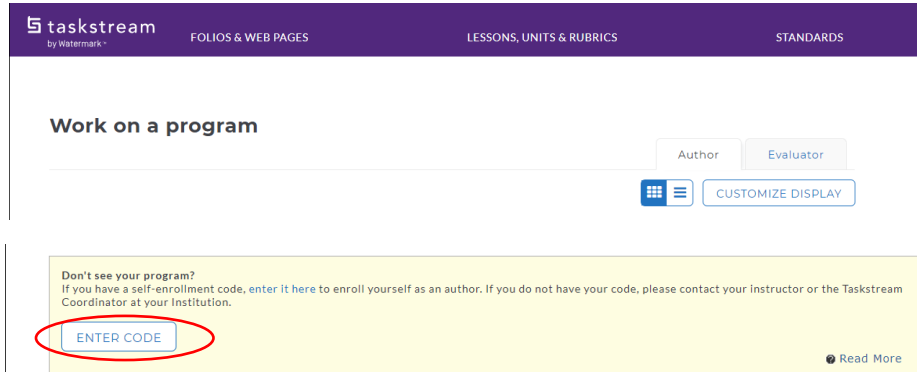 taskstream
by Watermark™
FOLIOS & WEB PAGES
LESSONS, UNITS & RUBRICS
STANDARDS
Work on a program
Author
Evaluator
CUSTOMIZE DISPLAY
Don't see your program?
If you have a self-enrollment code, enter it here to enroll yourself as an author. If you do not have your code, please contact your instructor or the Taskstream
Coordinator at your Institution.
ENTER CODE
Read More